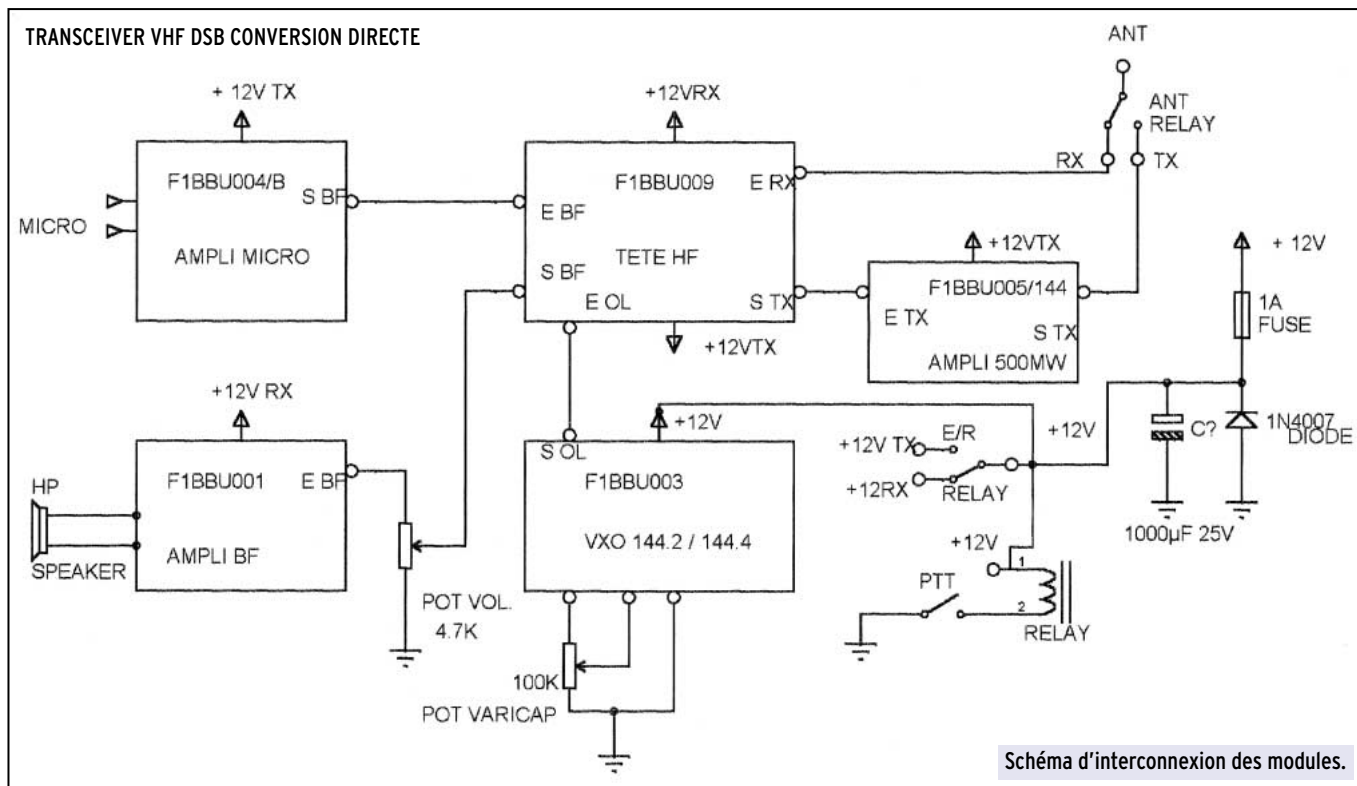 TRANSCEIVER VHF DSB CONVERSION DIRECTE
ANT
ANT
RELAY
RX
TX
+ 12V TX
F1BBU004/B
S BF
AMPLI MICRO
MICRO
+12VRX
F1BBU009
E RX
E BF
TETE HF
S BF
E OL
S TX
+12VTX
+12VTX
F1BBU005/144
E TX
S TX
AMPLI 500MW
+ 12V
1A
FUSE
+12V RX
F1BBU001
E BF
AMPLI BF
HP
SPEAKER
POT VOL.
4.7K
+12V
S OL
F1BBU003
VXO 144.2 / 144.4
100K
POT VARICAP
E/R
+12V TX
+12RX
RELAY
+12V
C?
1N4007
DIODE
1000µF 25V
+12V
1
2
PTT
RELAY
Schéma d'interconnexion des modules.